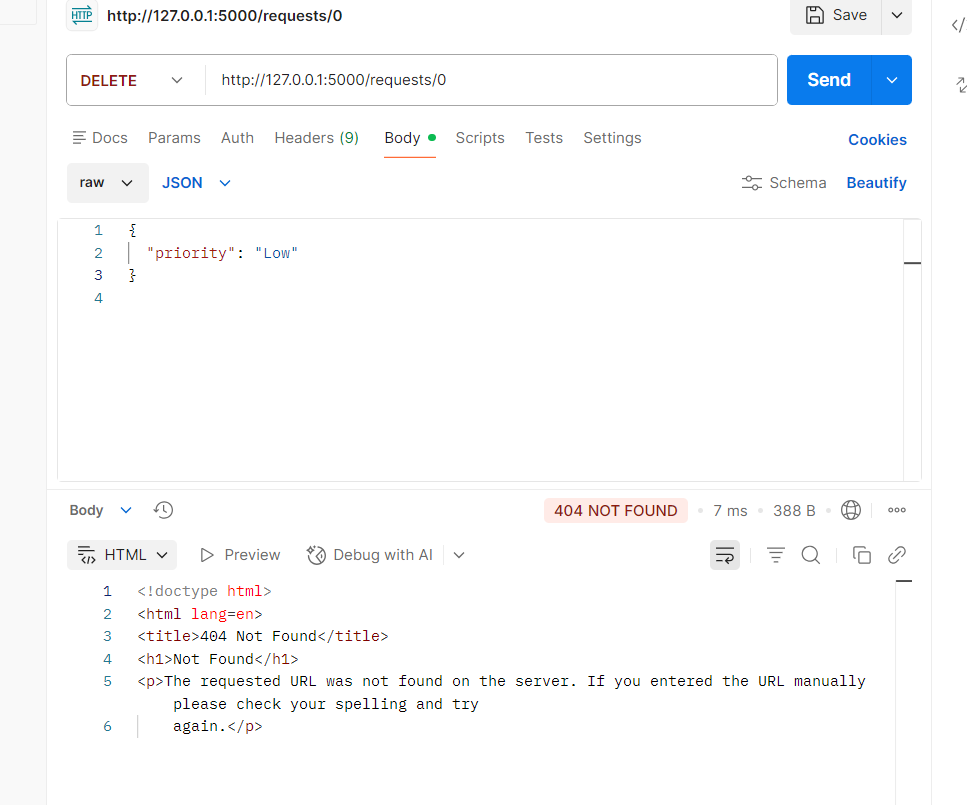 HTTP http://127.0.0.1:5000/requests/0 Save
DELETE http://127.0.0.1:5000/requests/0 Send
Docs Params Auth Headers (9) Body Scripts Tests Settings Cookies
raw JSON Schema Beautify
1 {
2 "priority": "Low"
3 }
4
Body 404 NOT FOUND 7 ms 388 B
HTML Preview Debug with AI
1 <!doctype html>
2 <html lang=en>
3 <title>404 Not Found</title>
4 <h1>Not Found</h1>
5 <p>The requested URL was not found on the server. If you entered the URL manually
please check your spelling and try
6 again.</p>